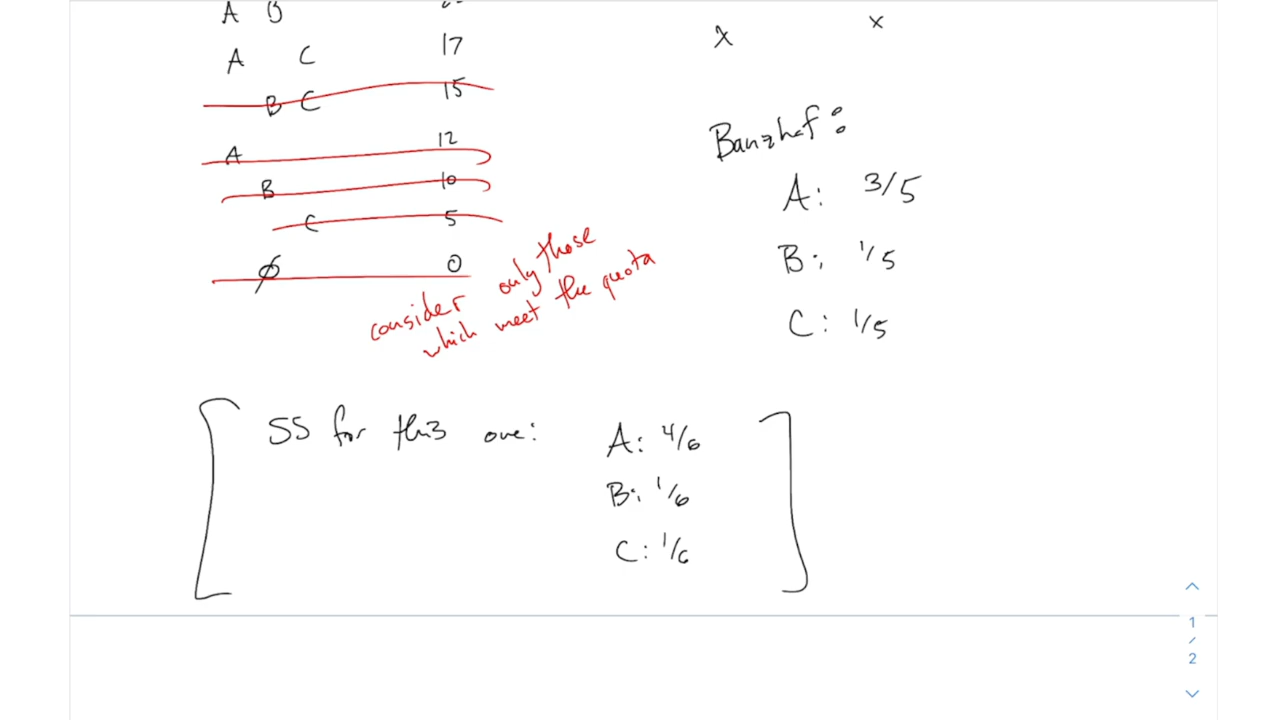 A B
A C 17
B C 15
A 12
B 10
C 5
∅ 0
consider only those
which meet the quota
x x
Banzhaf:
A: 3/5
B: 1/5
C: 1/5
SS for this one: A: 4/6
B: 1/6
C: 1/6
1
/
2